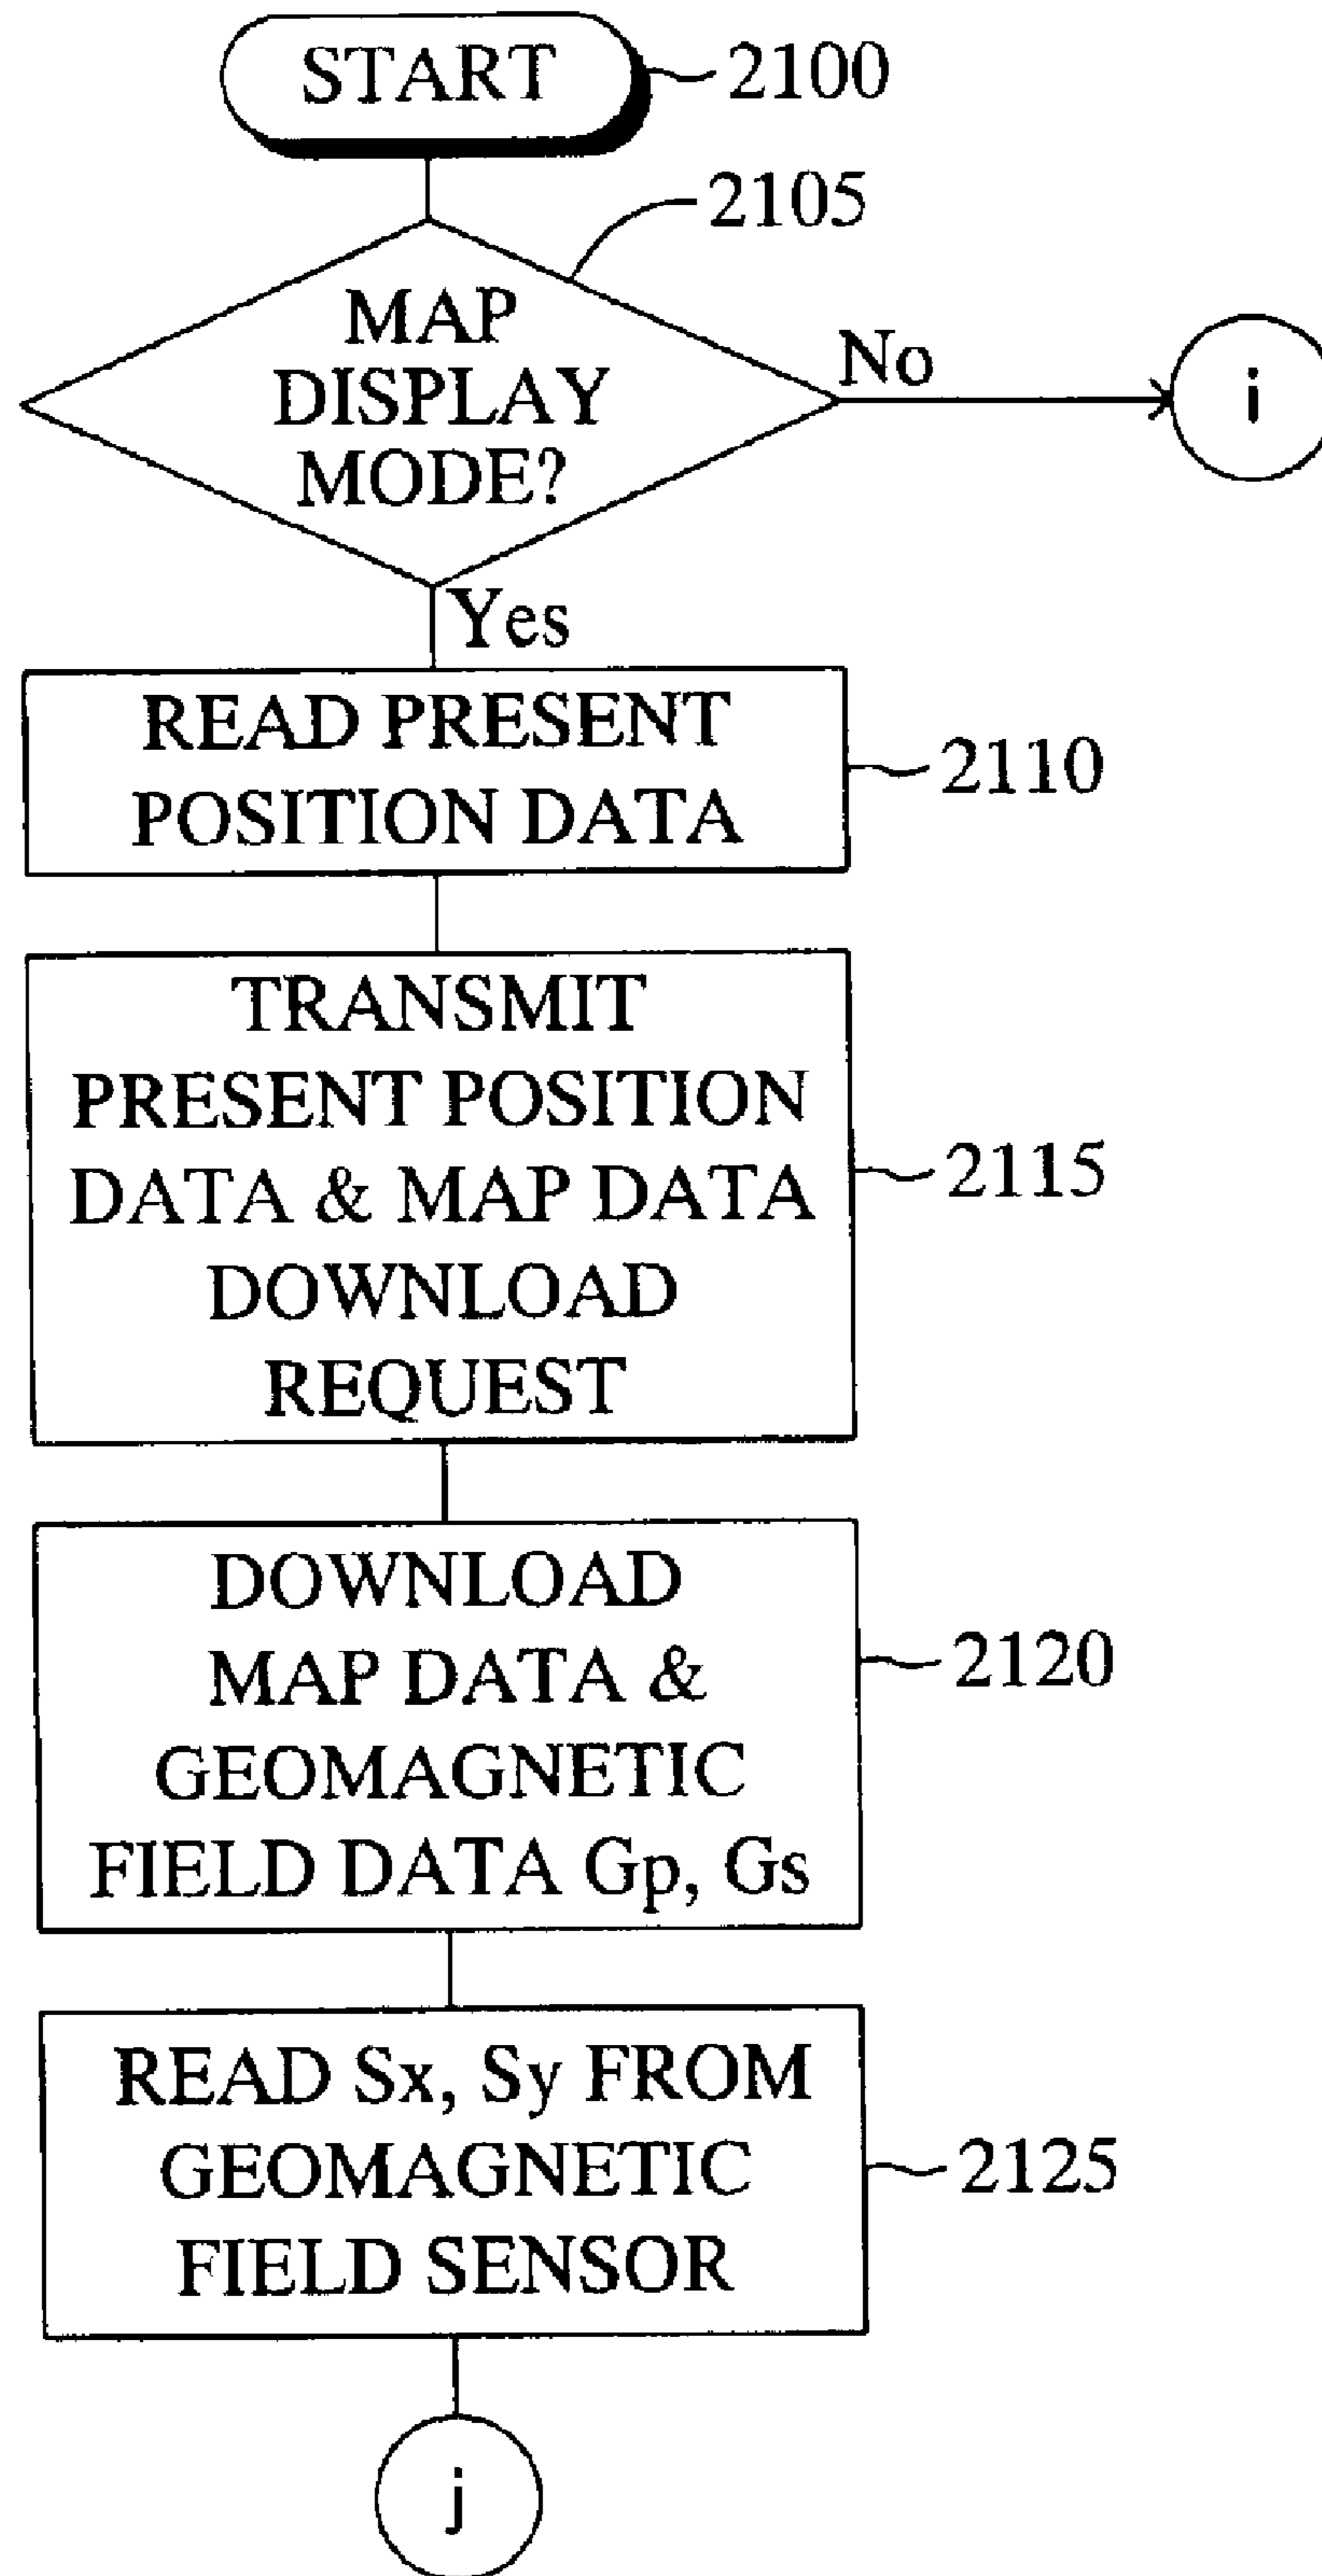 START
2100
2105
MAP
DISPLAY
MODE?
No
i
Yes
READ PRESENT
POSITION DATA
2110
TRANSMIT
PRESENT POSITION
DATA & MAP DATA
DOWNLOAD
REQUEST
2115
DOWNLOAD
MAP DATA &
GEOMAGNETIC
FIELD DATA Gp, Gs
2120
READ Sx, Sy FROM
GEOMAGNETIC
FIELD SENSOR
2125
j